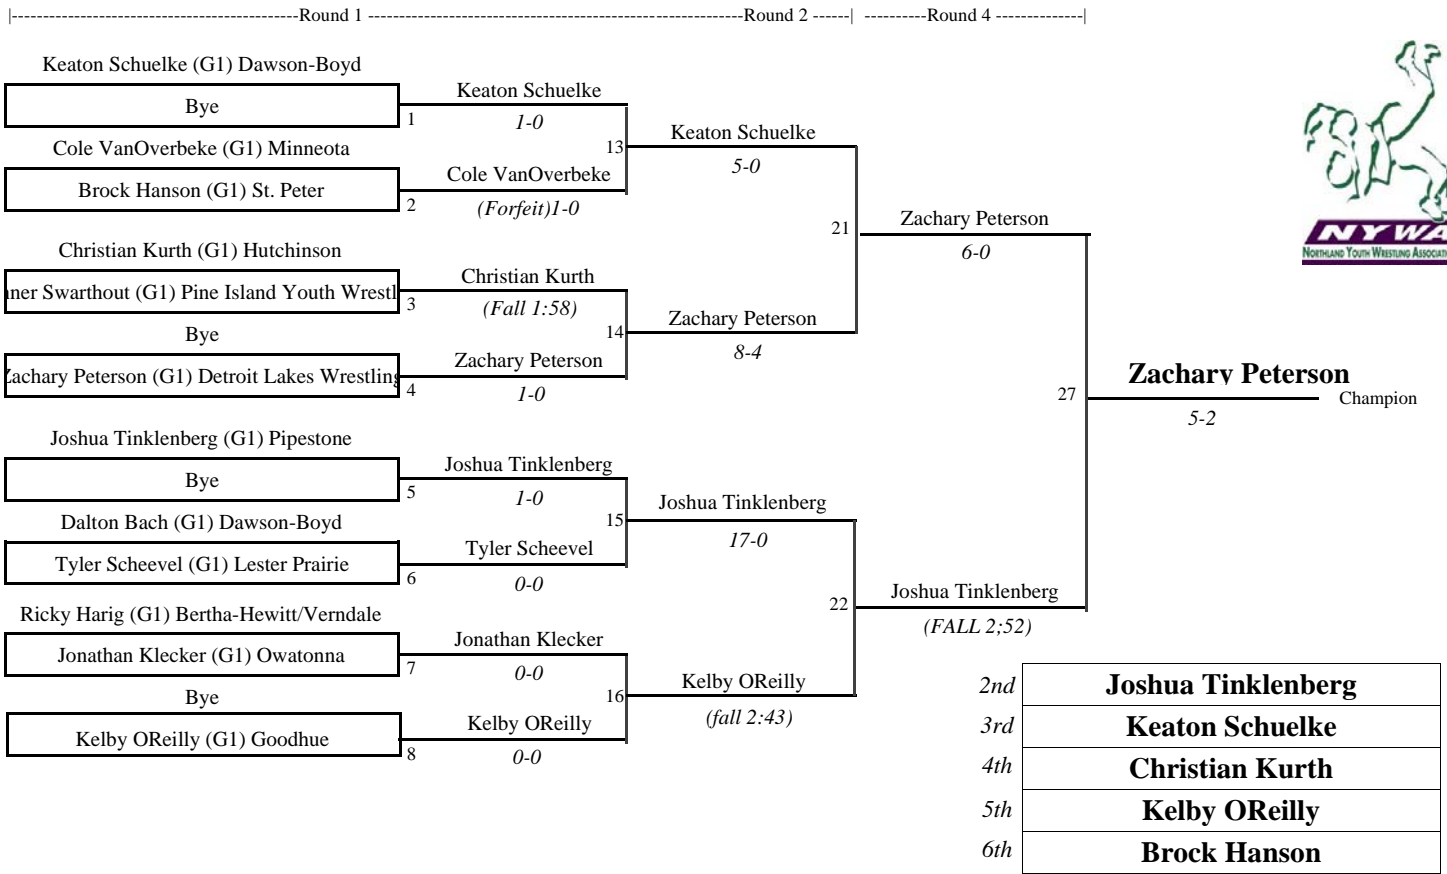 |-----------------------------------------------Round 1 -------------------------------------------------------------------------Round 2 ------|  ----------Round 4 --------------|
Keaton Schuelke (G1) Dawson-Boyd
Bye
1
Cole VanOverbeke (G1) Minneota
Brock Hanson (G1) St. Peter
2
Christian Kurth (G1) Hutchinson
Swarthout (G1) Pine Island Youth
3
Bye
Zachary Peterson (G1) Detroit Lakes Wrestling
4
Joshua Tinklenberg (G1) Pipestone
Bye
5
Dalton Bach (G1) Dawson-Boyd
Tyler Scheevel (G1) Lester Prairie
6
Ricky Harig (G1) Bertha-Hewitt/Verndale
Jonathan Klecker (G1) Owatonna
7
Bye
Kelby OReilly (G1) Goodhue
8
Keaton Schuelke
1-0
13
Cole VanOverbeke
(Forfeit)1-0
Christian Kurth
(Fall 1:58)
14
Zachary Peterson
1-0
Joshua Tinklenberg
1-0
15
Tyler Scheevel
0-0
Jonathan Klecker
0-0
16
Kelby OReilly
0-0
Keaton Schuelke
5-0
21
Zachary Peterson
8-4
Joshua Tinklenberg
17-0
22
Kelby OReilly
(fall 2:43)
Zachary Peterson
6-0
27
Joshua Tinklenberg
(FALL 2;52)
NYWA
NORTHLAND YOUTH WRESTLING
Zachary Peterson
Champion
5-2
2nd Joshua Tinklenberg
3rd Keaton Schuelke
4th Christian Kurth
5th Kelby OReilly
6th Brock Hanson